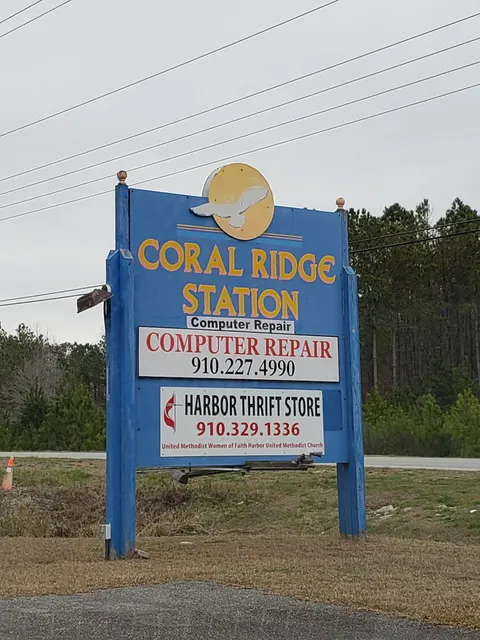 CORAL RIDGE
STATION
Computer Repair
COMPUTER REPAIR
910.227.4990
HARBOR THRIFT STORE
910.329.1336
United Methodist Women of Faith Harbor United Methodist Church